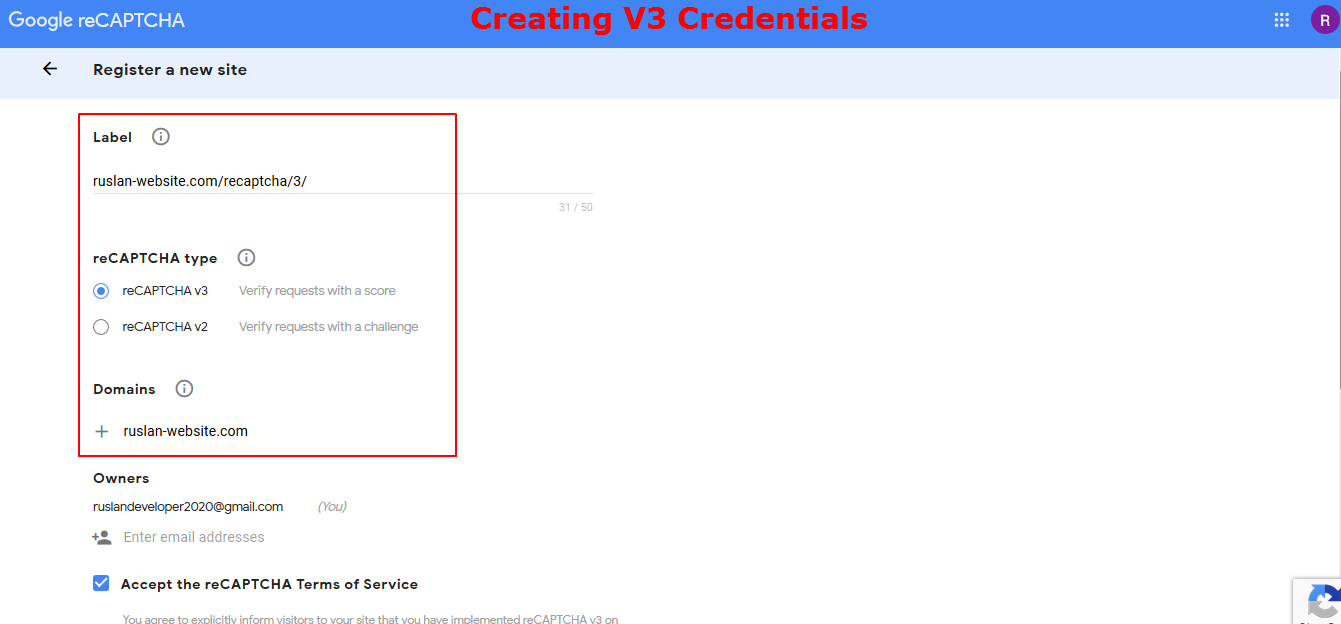 Google reCAPTCHA
Creating V3 Credentials
R
Register a new site
Label
ruslan-website.com/recaptcha/3/
31 / 50
reCAPTCHA type
reCAPTCHA v3 Verify requests with a score
reCAPTCHA v2 Verify requests with a challenge
Domains
ruslan-website.com
Owners
ruslandeveloper2020@gmail.com (You)
Enter email addresses
Accept the reCAPTCHA Terms of Service
You agree to explicitly inform visitors to your site that you have implemented reCAPTCHA v3 on